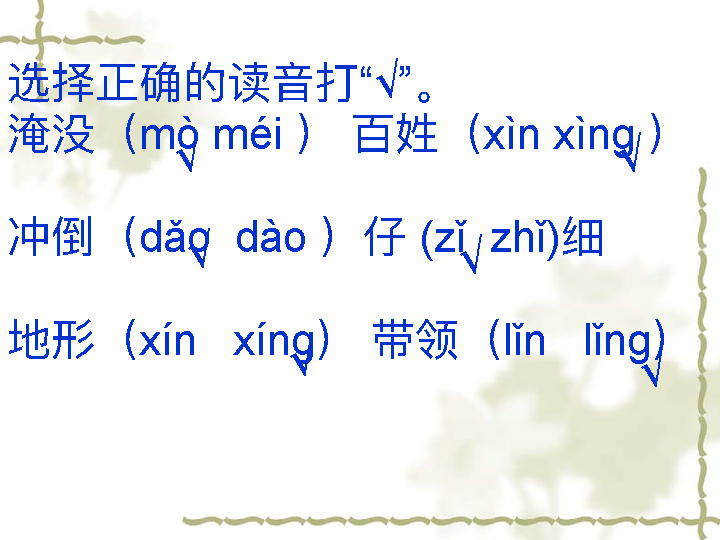 选择正确的读音打“√”。
淹没（mò méi ） 百姓（xìn xìng ）
√ √
冲倒（dǎo dào ）仔 (zǐ zhǐ)细
√ √
地形（xín xíng） 带领（lǐn lǐng）
√ √